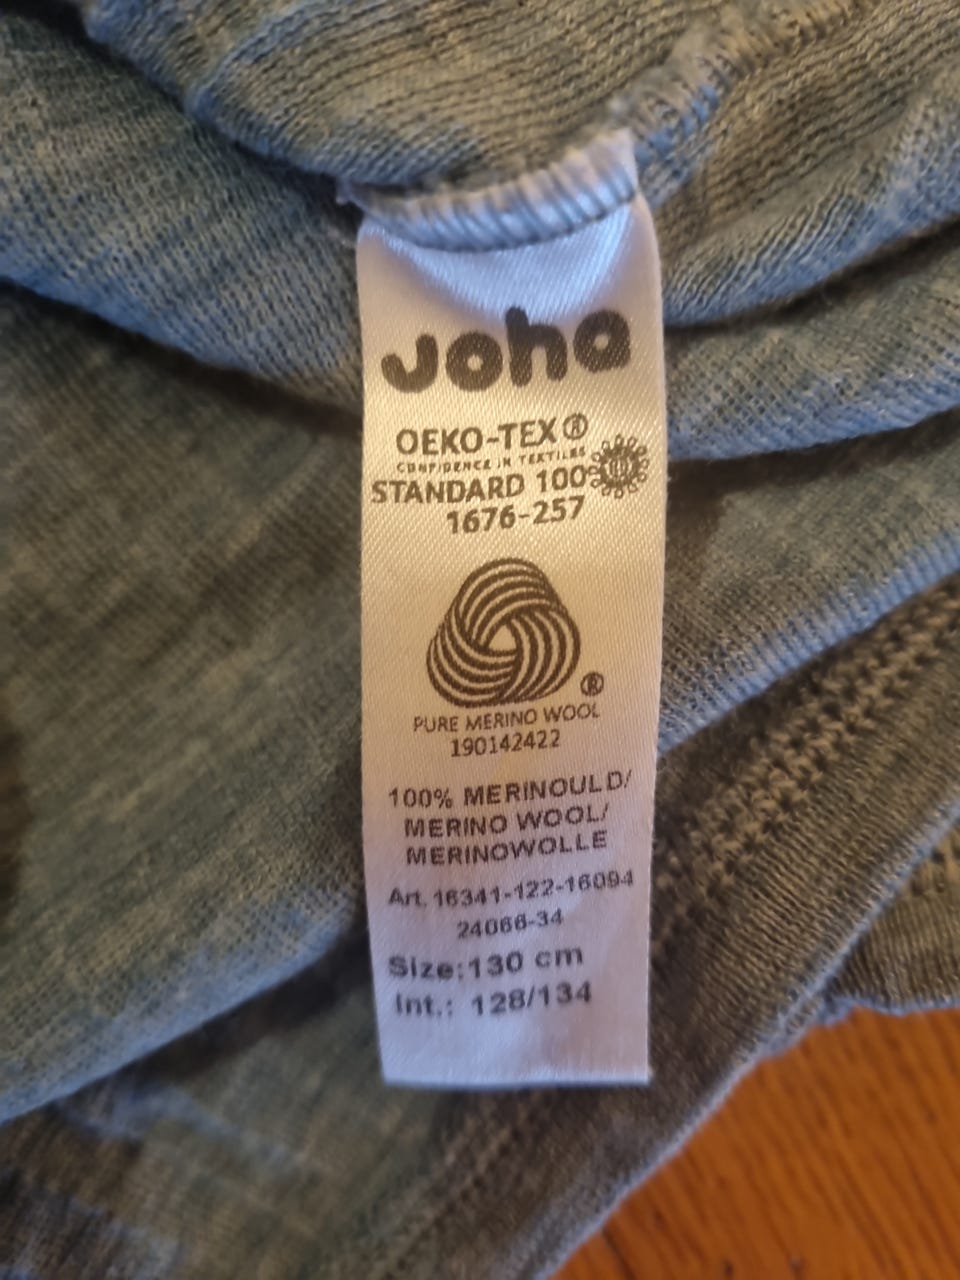 Joha
OEKO-TEX®
CONFIDENCE IN TEXTILES
STANDARD 100
1676-257
®
PURE MERINO WOOL
190142422
100% MERINOULD/
MERINO WOOL/
MERINOWOLLE
Art. 16341-122-16094
24066-34
Size:130 cm
Int.: 128/134